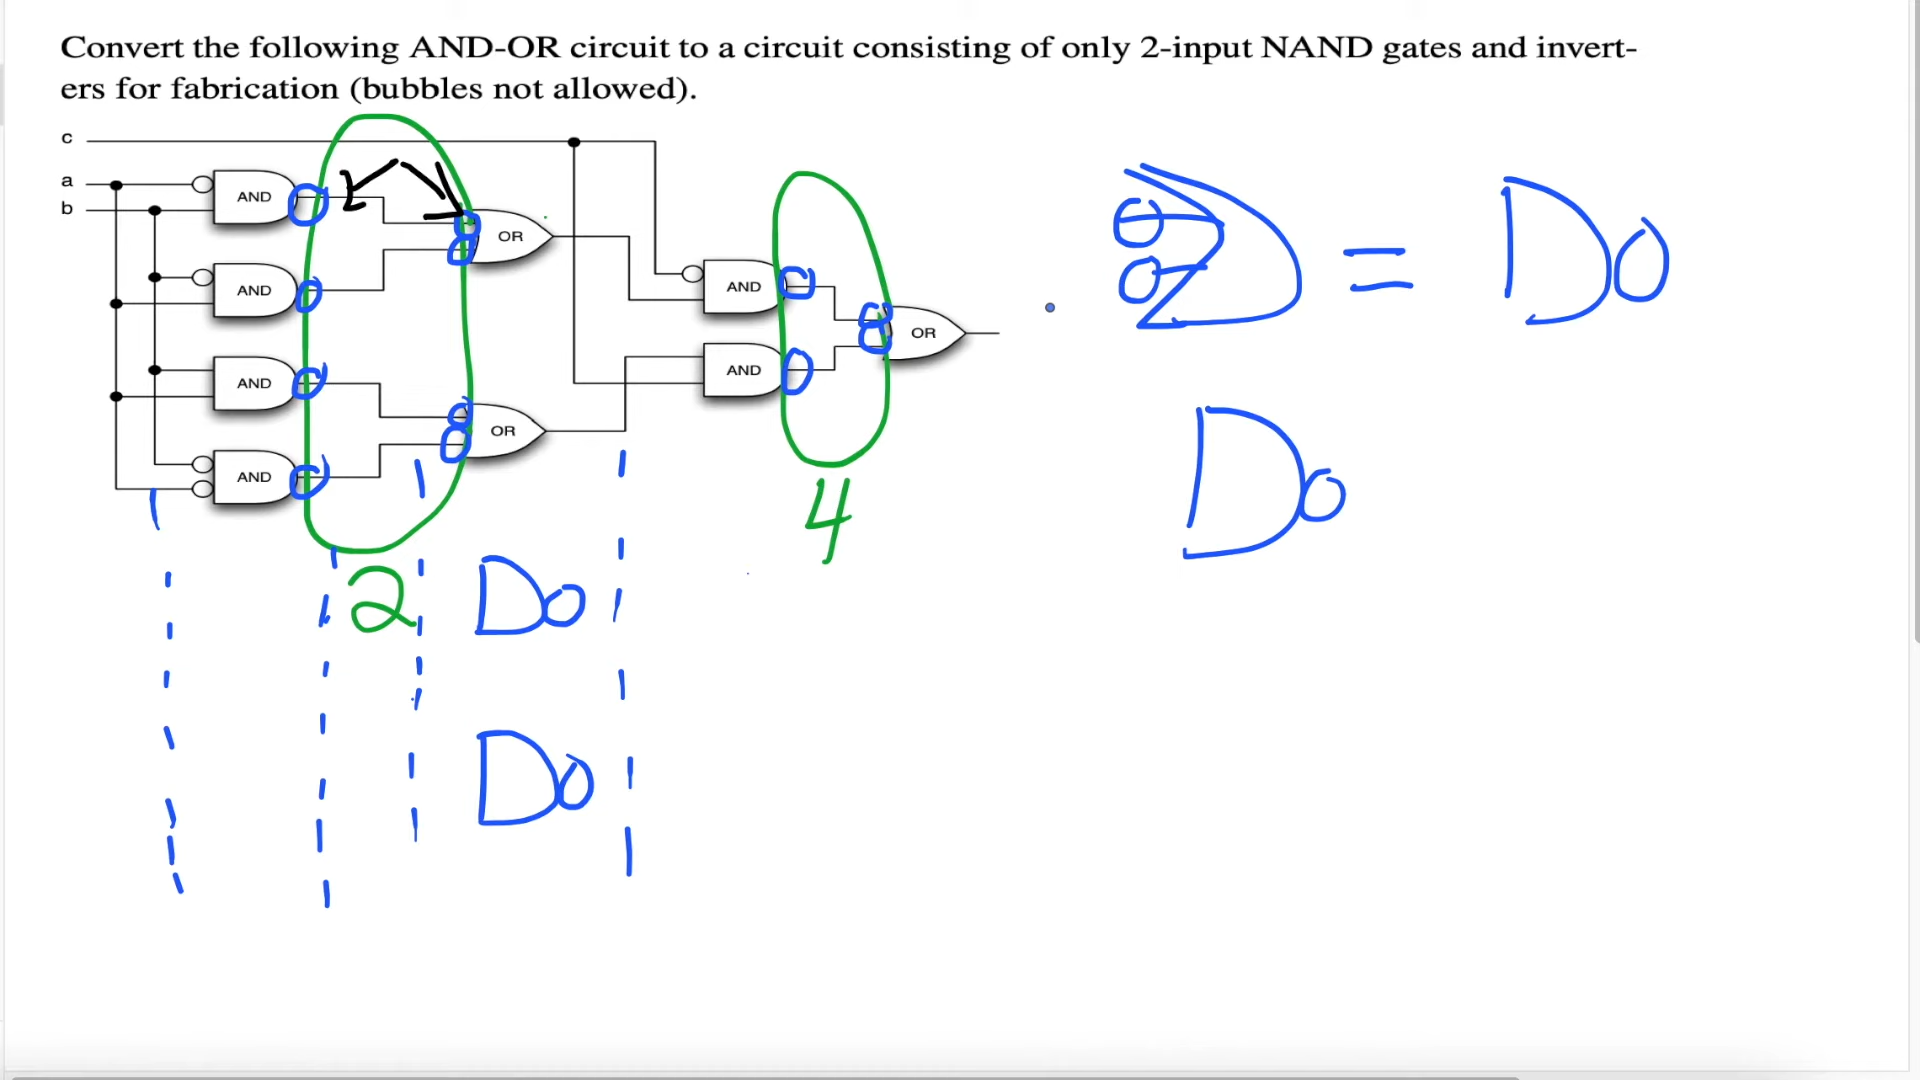 Convert the following AND-OR circuit to a circuit consisting of only 2-input NAND gates and invert-
ers for fabrication (bubbles not allowed).
c
a
b
AND
OR
AND
AND
OR
AND
AND
AND
OR
2
4
=